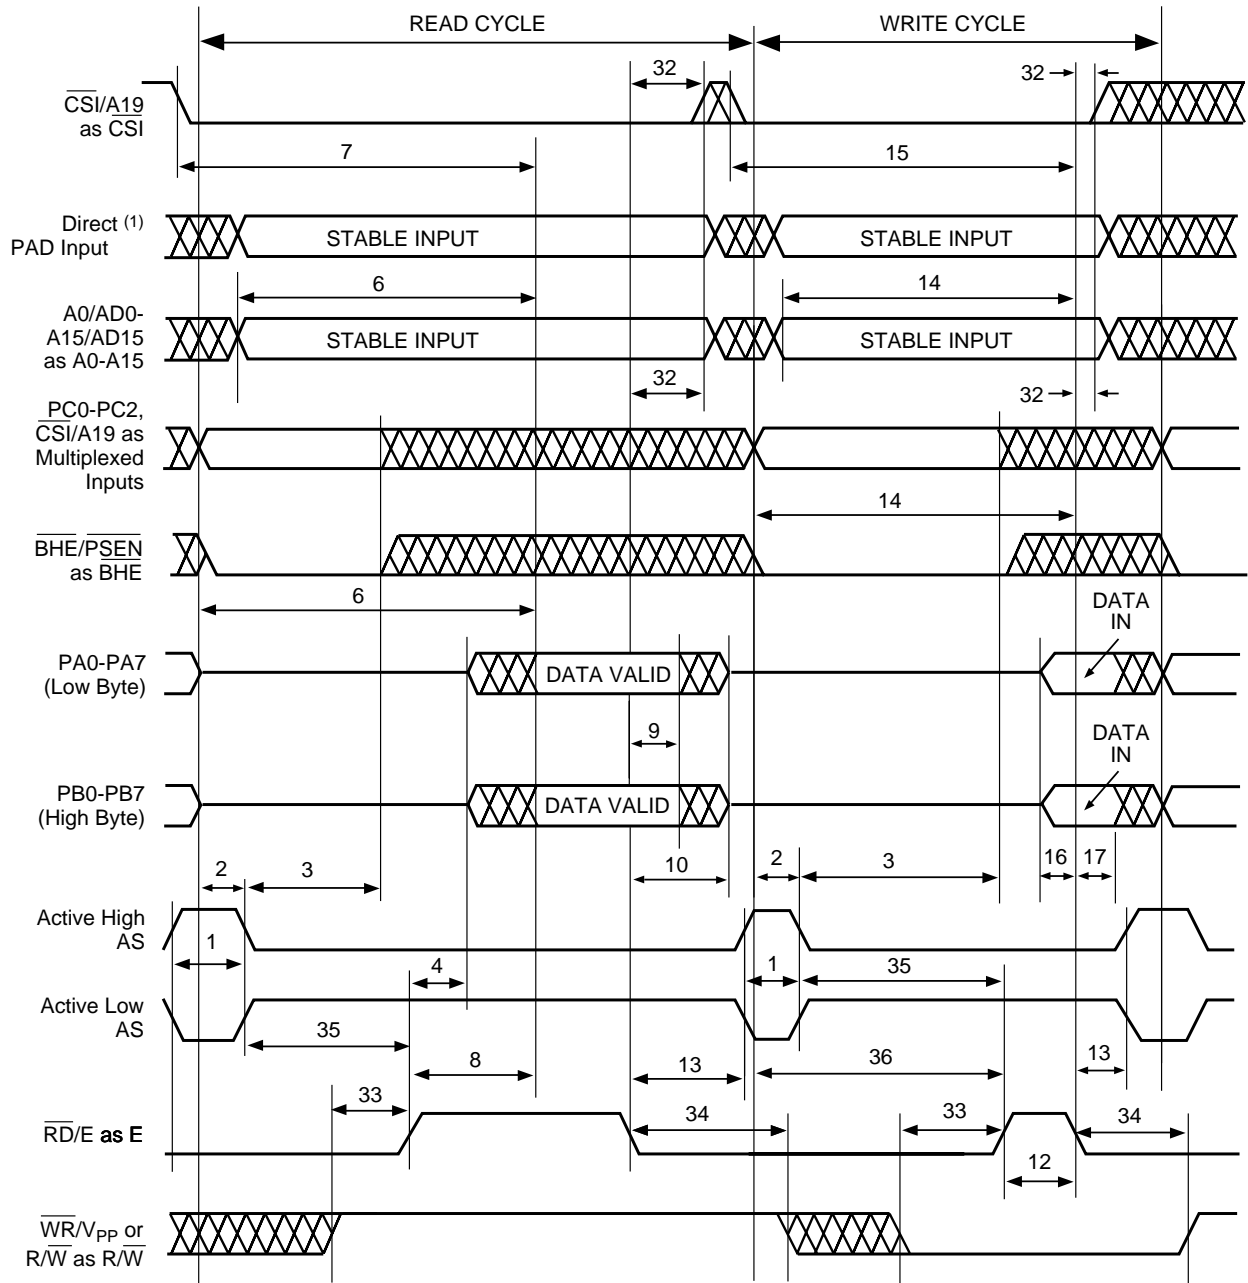 READ CYCLE
WRITE CYCLE
32
32
CSI/A19
as CSI
7
15
Direct (1)
PAD Input
STABLE INPUT
STABLE INPUT
6
14
A0/AD0-
A15/AD15
as A0-A15
STABLE INPUT
STABLE INPUT
32
32
PC0-PC2,
CSI/A19 as
Multiplexed
Inputs
14
BHE/PSEN
as BHE
6
DATA
IN
PA0-PA7
(Low Byte)
DATA VALID
9
DATA
IN
PB0-PB7
(High Byte)
DATA VALID
2
3
10
2
3
16
17
Active High
AS
1
4
1
35
Active Low
AS
35
8
13
36
13
33
34
33
34
RD/E as E
12
WR/VPP or
R/W as R/W